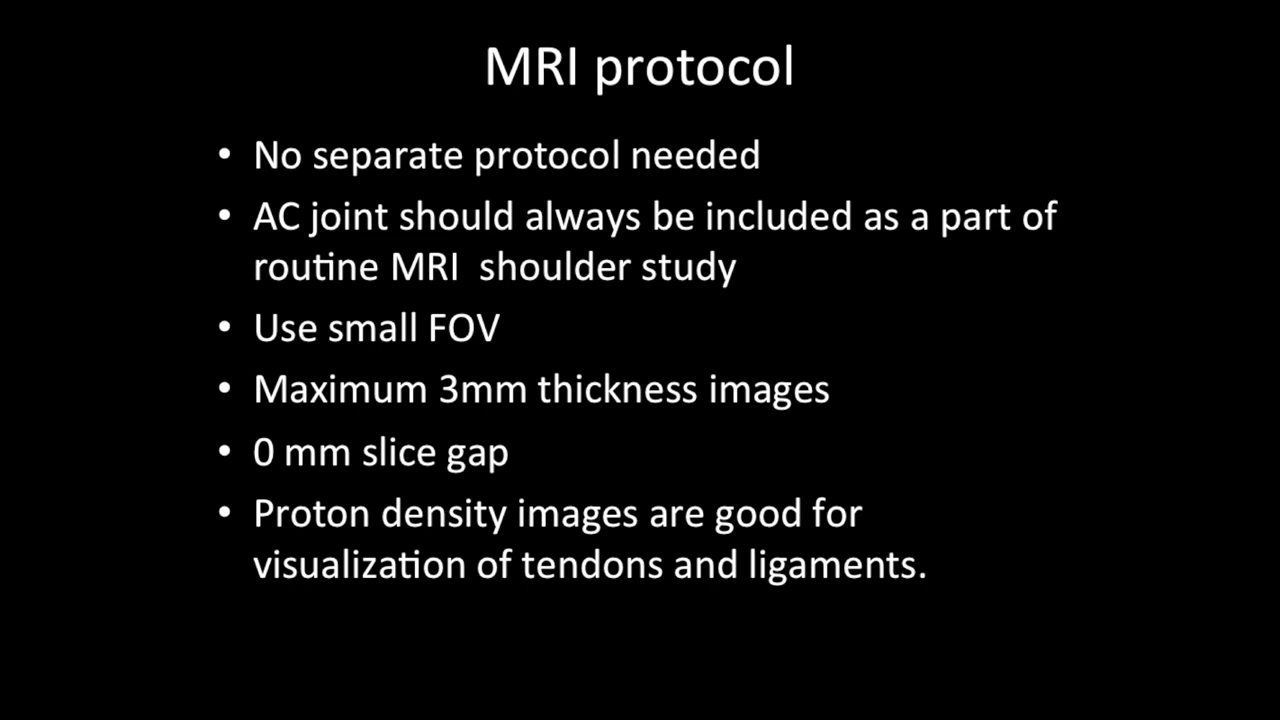 MRI protocol
• No separate protocol needed
• AC joint should always be included as a part of
routine MRI  shoulder study
• Use small FOV
• Maximum 3mm thickness images
• 0 mm slice gap
• Proton density images are good for
visualization of tendons and ligaments.